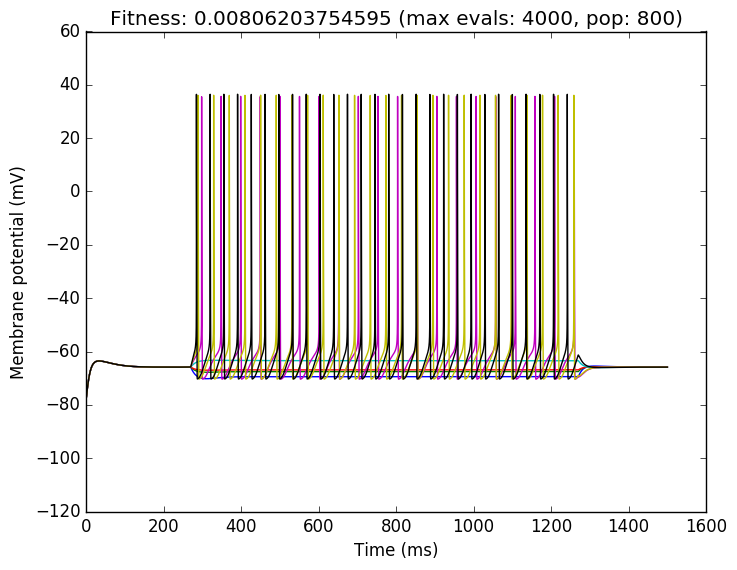 Fitness: 0.00806203754595 (max evals: 4000, pop: 800)
60
40
20
0
−20
−40
−60
−80
−100
−120
Membrane potential (mV)
0 200 400 600 800 1000 1200 1400 1600
Time (ms)